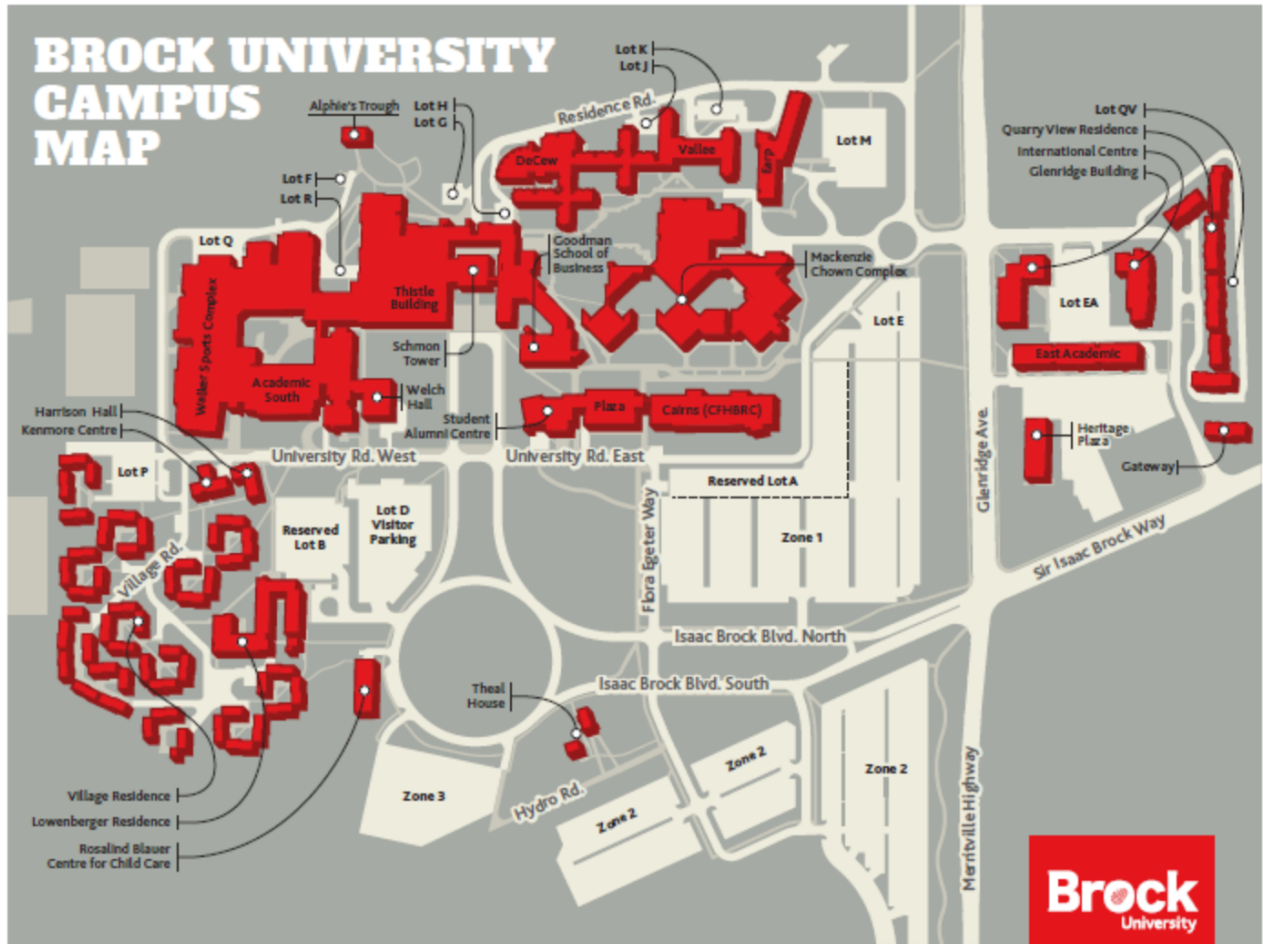 BROCK UNIVERSITY
CAMPUS
MAP
Alphie's Trough
Lot H
Lot G
Lot K
Lot J
Residence Rd.
Lot F
Lot R
DeCew
Vallee
Earp
Lot M
Lot QV
Quarry View Residence
International Centre
Glenridge Building
Lot Q
Goodman
School of
Business
Mackenzie
Chown Complex
Thistle
Building
Walker Sports Complex
Lot EA
Lot E
Schmon
Tower
East Academic
Academic
South
Welch
Hall
Harrison Hall
Kenmore Centre
Student
Alumni Centre
Plaza
Cairns (CFHBRC)
Heritage
Plaza
Gateway
Glenridge Ave.
University Rd. West
University Rd. East
Lot P
Reserved Lot A
Lot D
Visitor
Parking
Reserved
Lot B
Zone 1
Flora Egeter Way
Sir Isaac Brock Way
Village Rd.
Isaac Brock Blvd. North
Isaac Brock Blvd. South
Theal
House
Zone 2
Zone 2
Zone 2
Zone 3
Hydro Rd.
Merritville Highway
Village Residence
Lowenberger Residence
Rosalind Blauer
Centre for Child Care
Brock
University